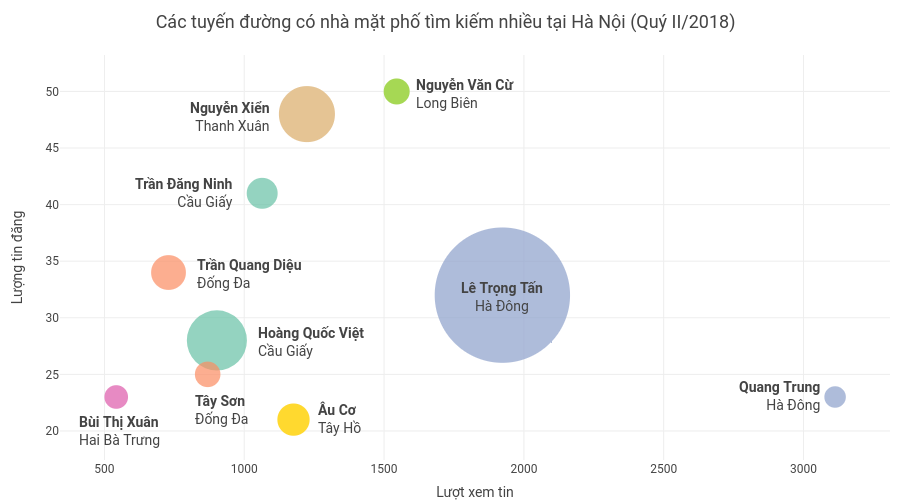 Các tuyến đường có nhà mặt phố tìm kiếm nhiều tại Hà Nội (Quý II/2018)
50
Nguyễn Văn Cừ
Long Biên
Nguyễn Xiển
Thanh Xuân
45
Trần Đăng Ninh
Cầu Giấy
40
Lượng tin đăng
35
Trần Quang Diệu
Đống Đa
Lê Trọng Tấn
Hà Đông
30
Hoàng Quốc Việt
Cầu Giấy
25
Quang Trung
Hà Đông
Tây Sơn
Đống Đa
Âu Cơ
Tây Hồ
Bùi Thị Xuân
Hai Bà Trưng
20
500
1000
1500
2000
2500
3000
Lượt xem tin